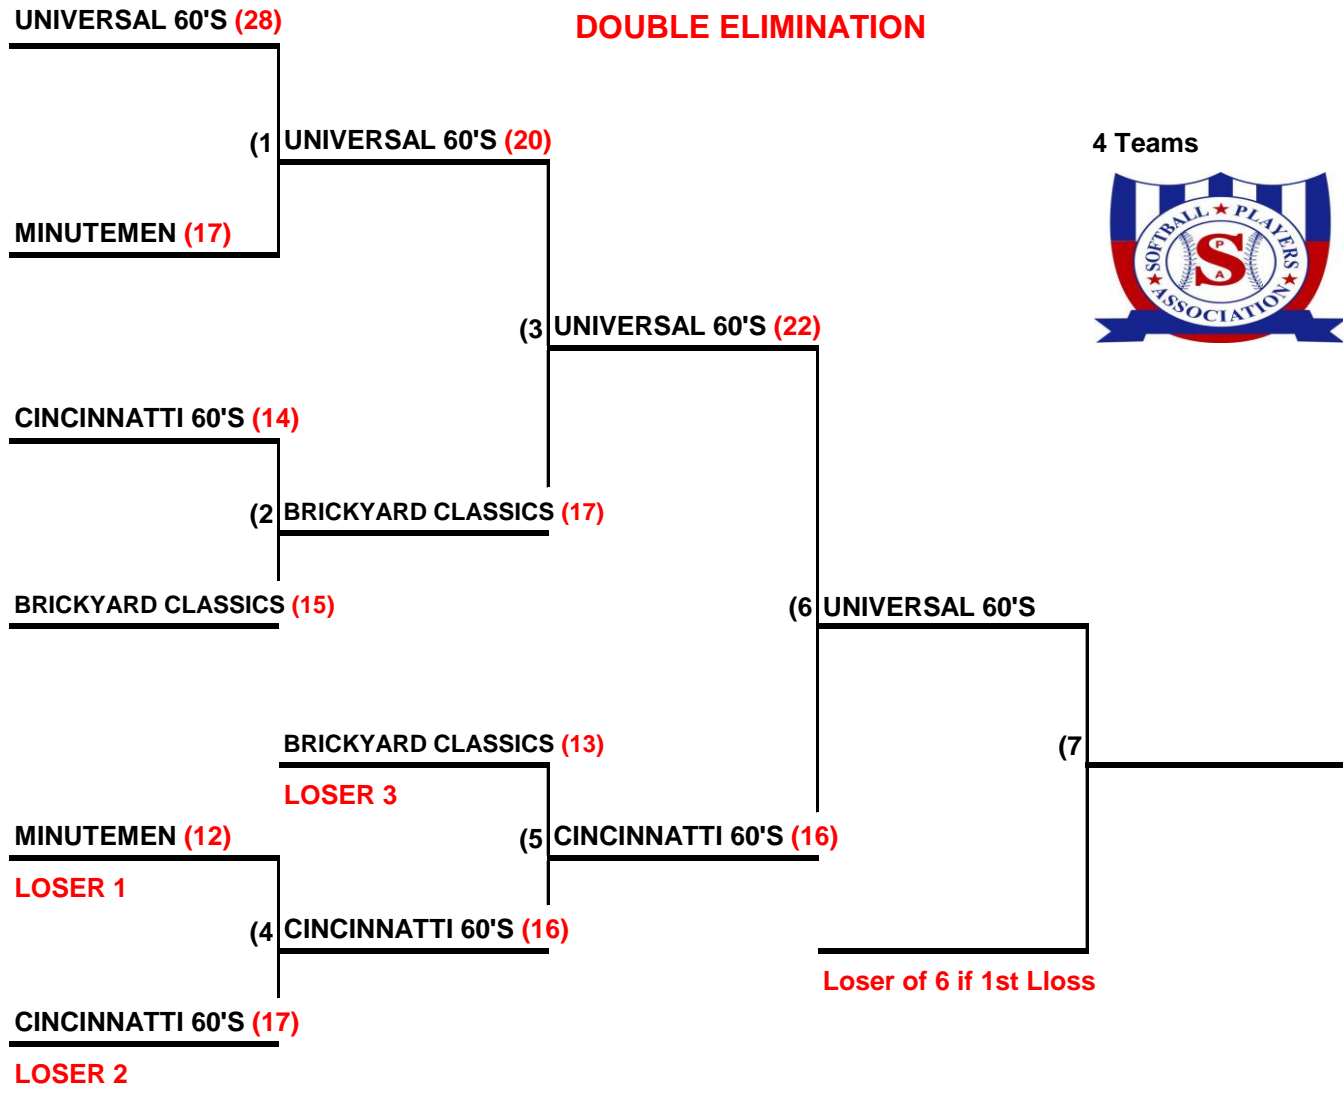 UNIVERSAL 60'S (28)
DOUBLE ELIMINATION
(1 UNIVERSAL 60'S (20)
4 Teams
MINUTEMEN (17)
SOFTBALL ★ PLAYERS ★ ASSOCIATION ★
P
S
A
(3 UNIVERSAL 60'S (22)
CINCINNATTI 60'S (14)
(2 BRICKYARD CLASSICS (17)
BRICKYARD CLASSICS (15)
(6 UNIVERSAL 60'S
BRICKYARD CLASSICS (13)
(7
LOSER 3
MINUTEMEN (12)
(5 CINCINNATTI 60'S (16)
LOSER 1
(4 CINCINNATTI 60'S (16)
Loser of 6 if 1st Lloss
CINCINNATTI 60'S (17)
LOSER 2